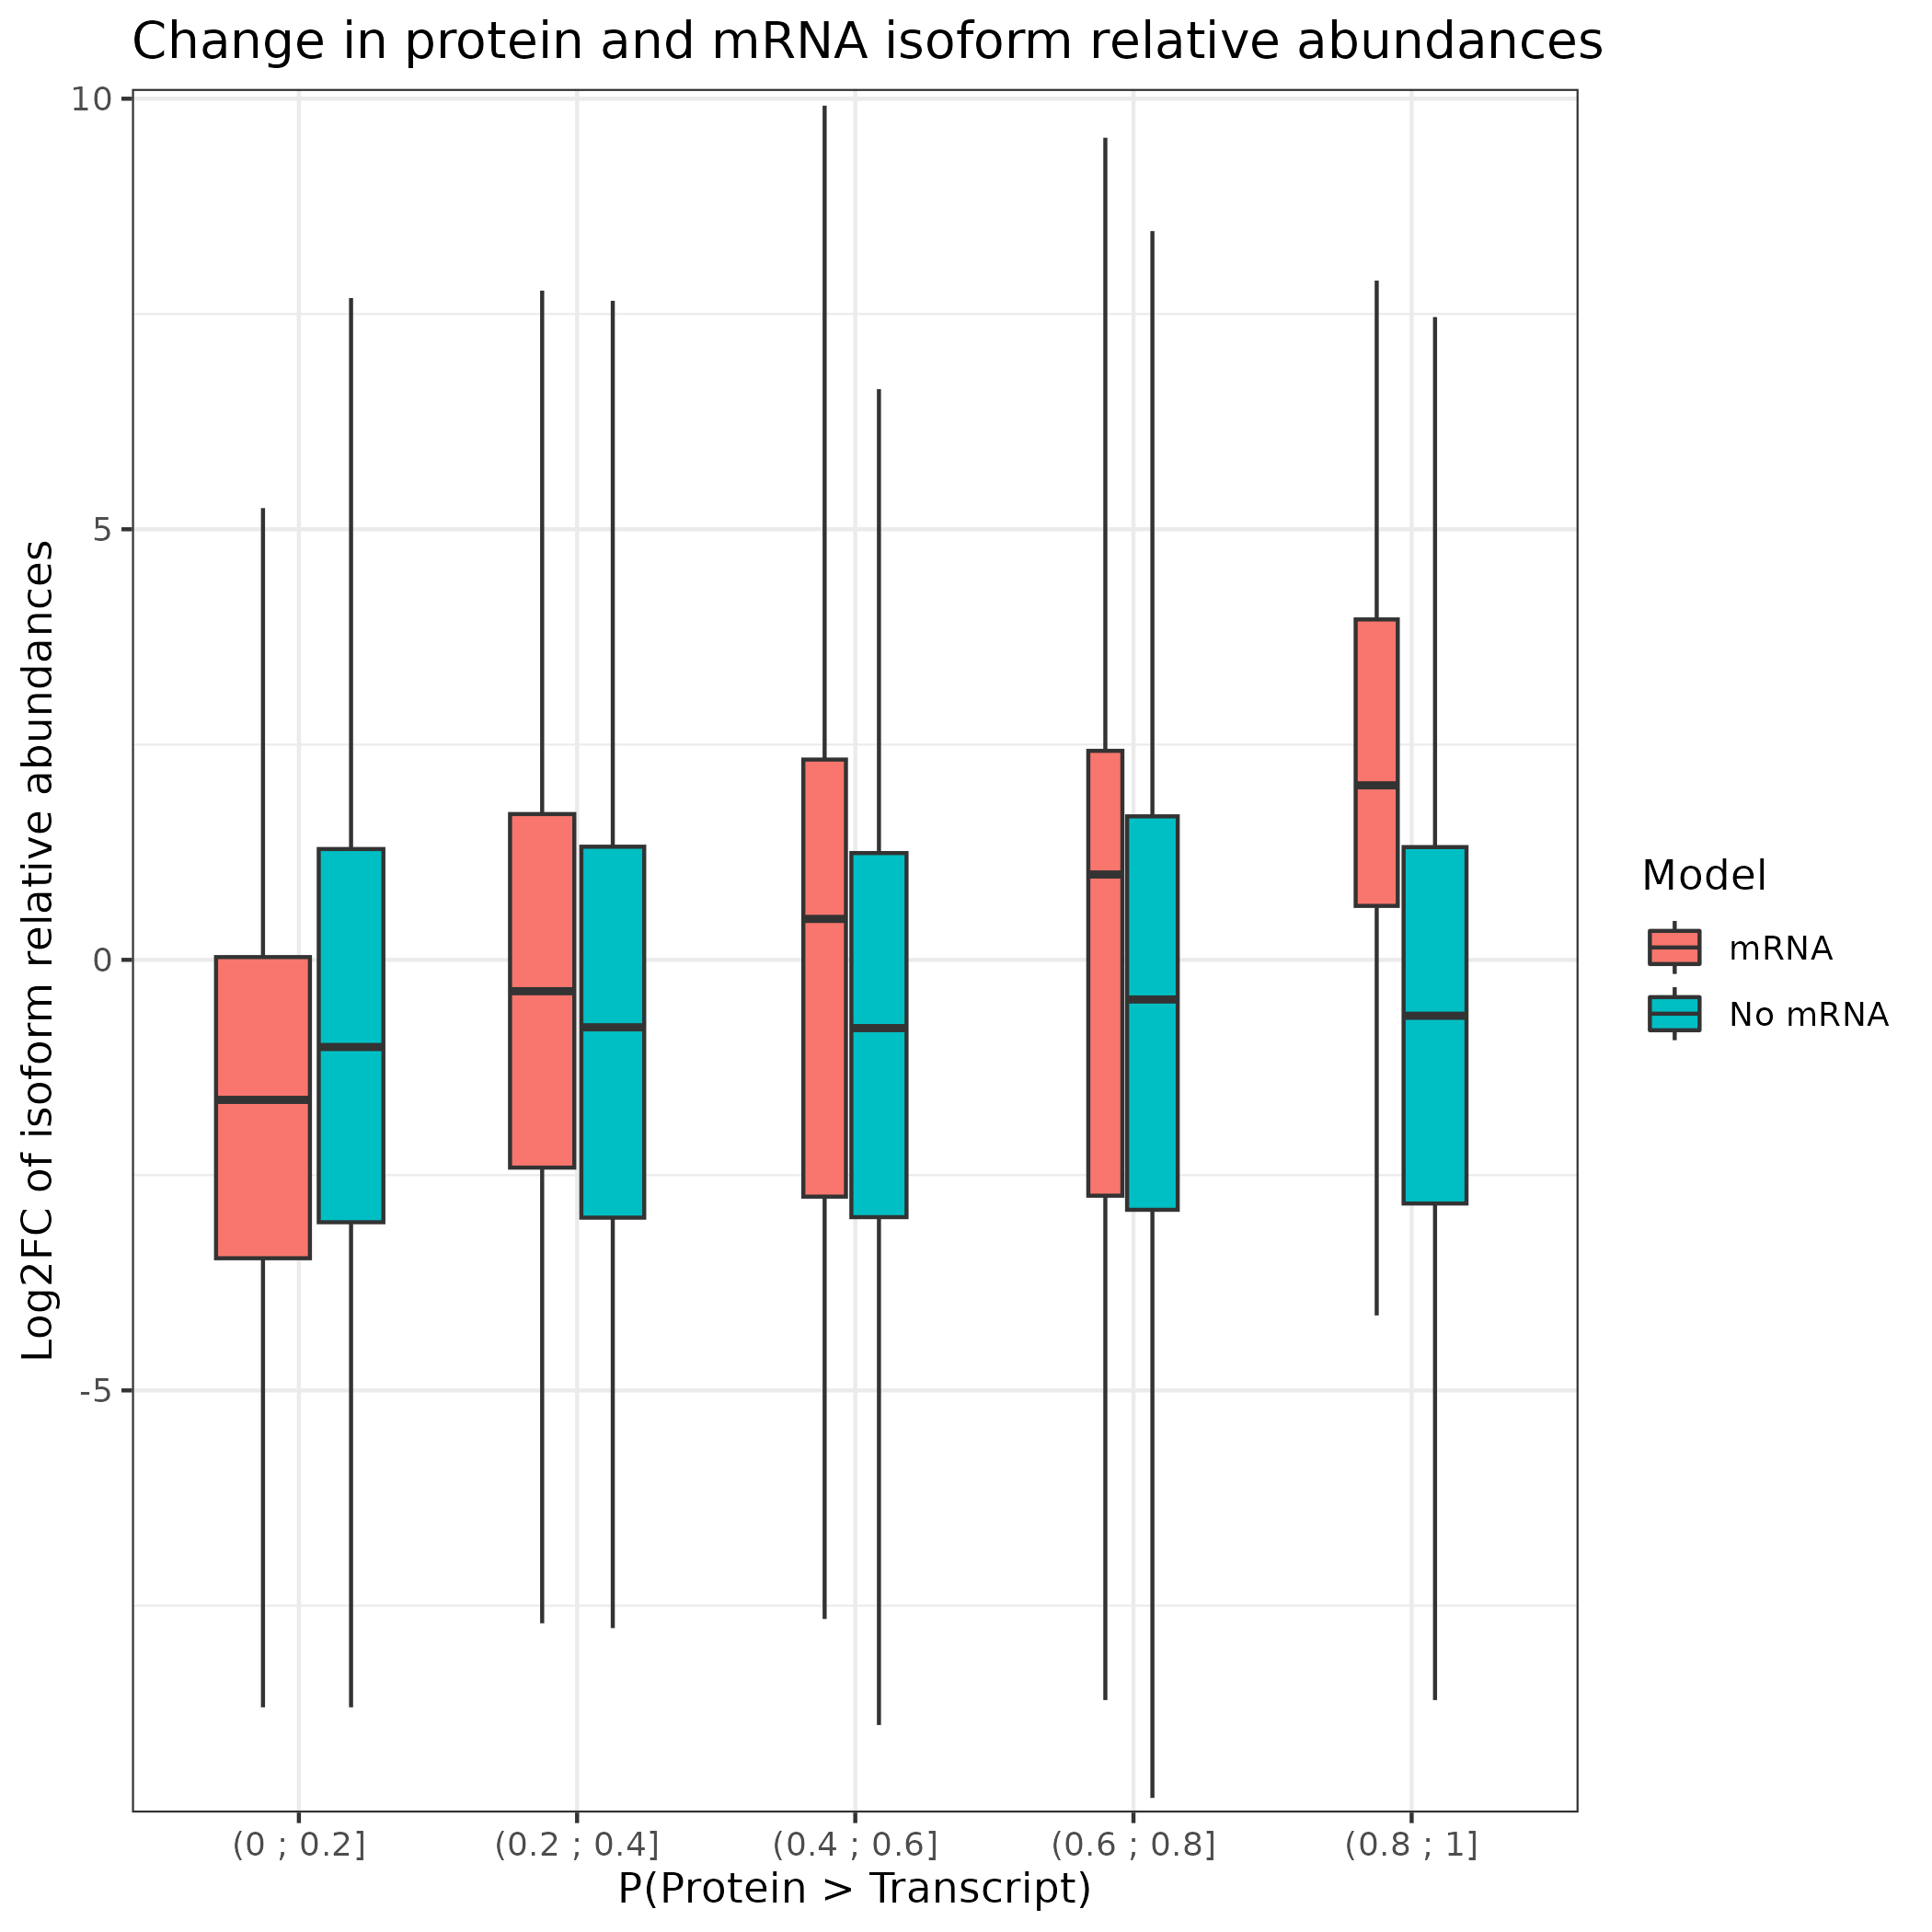 Change in protein and mRNA isoform relative abundances
Log2FC of isoform relative abundances
10
5
0
-5
(0 ; 0.2]
(0.2 ; 0.4]
(0.4 ; 0.6]
(0.6 ; 0.8]
(0.8 ; 1]
P(Protein > Transcript)
Model
mRNA
No mRNA